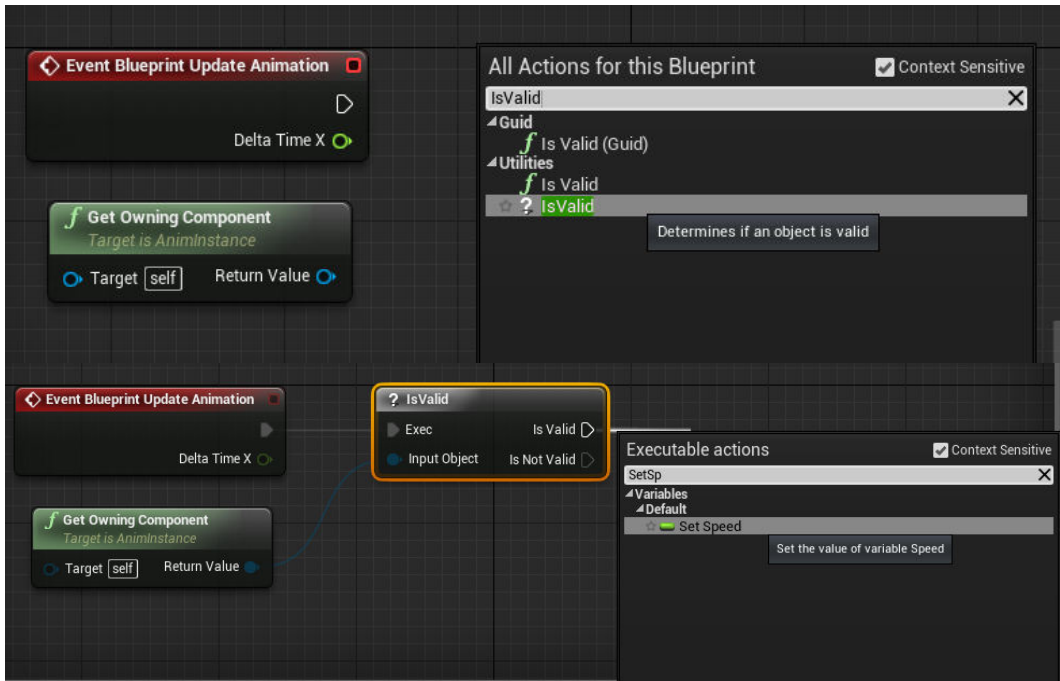 Event Blueprint Update Animation
Delta Time X
f Get Owning Component
Target is AnimInstance
Target self Return Value
All Actions for this Blueprint Context Sensitive
IsValid
Guid
f Is Valid (Guid)
Utilities
f Is Valid
? IsValid
Determines if an object is valid
Event Blueprint Update Animation
Delta Time X
f Get Owning Component
Target is AnimInstance
Target self Return Value
? IsValid
Exec Is Valid
Input Object Is Not Valid
Executable actions Context Sensitive
SetSp
Variables
Default
Set Speed
Set the value of variable Speed